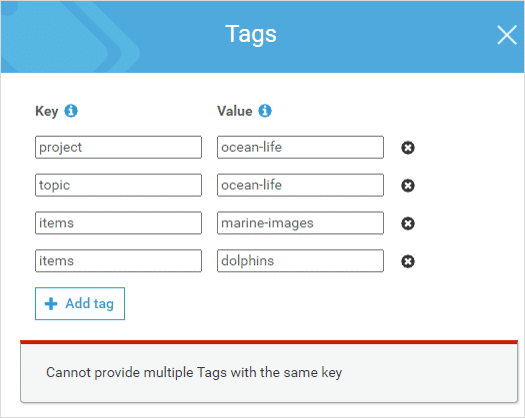 Tags
Key Value
project ocean-life
topic ocean-life
items marine-images
items dolphins
Add tag
Cannot provide multiple Tags with the same key